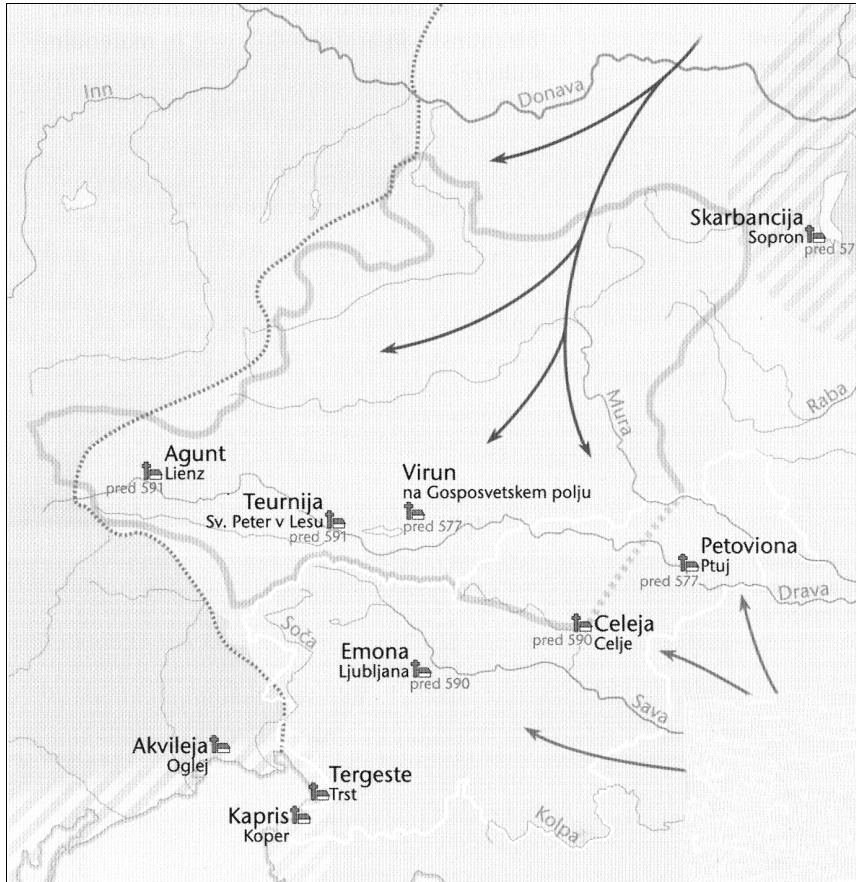 Inn
Donava
Skarbancija
Sopron
pred 57
Mura
Raba
Agunt
Lienz
pred 591
Virun
na Gosposvetskem polju
pred 577
Teurnija
Sv. Peter v Lesu
pred 591
Petoviona
Ptuj
pred 577
Drava
Celeja
Celje
pred 590
Soča
Emona
Ljubljana
pred 590
Sava
Akvileja
Oglej
Tergeste
Trst
Kapris
Koper
Kolpa